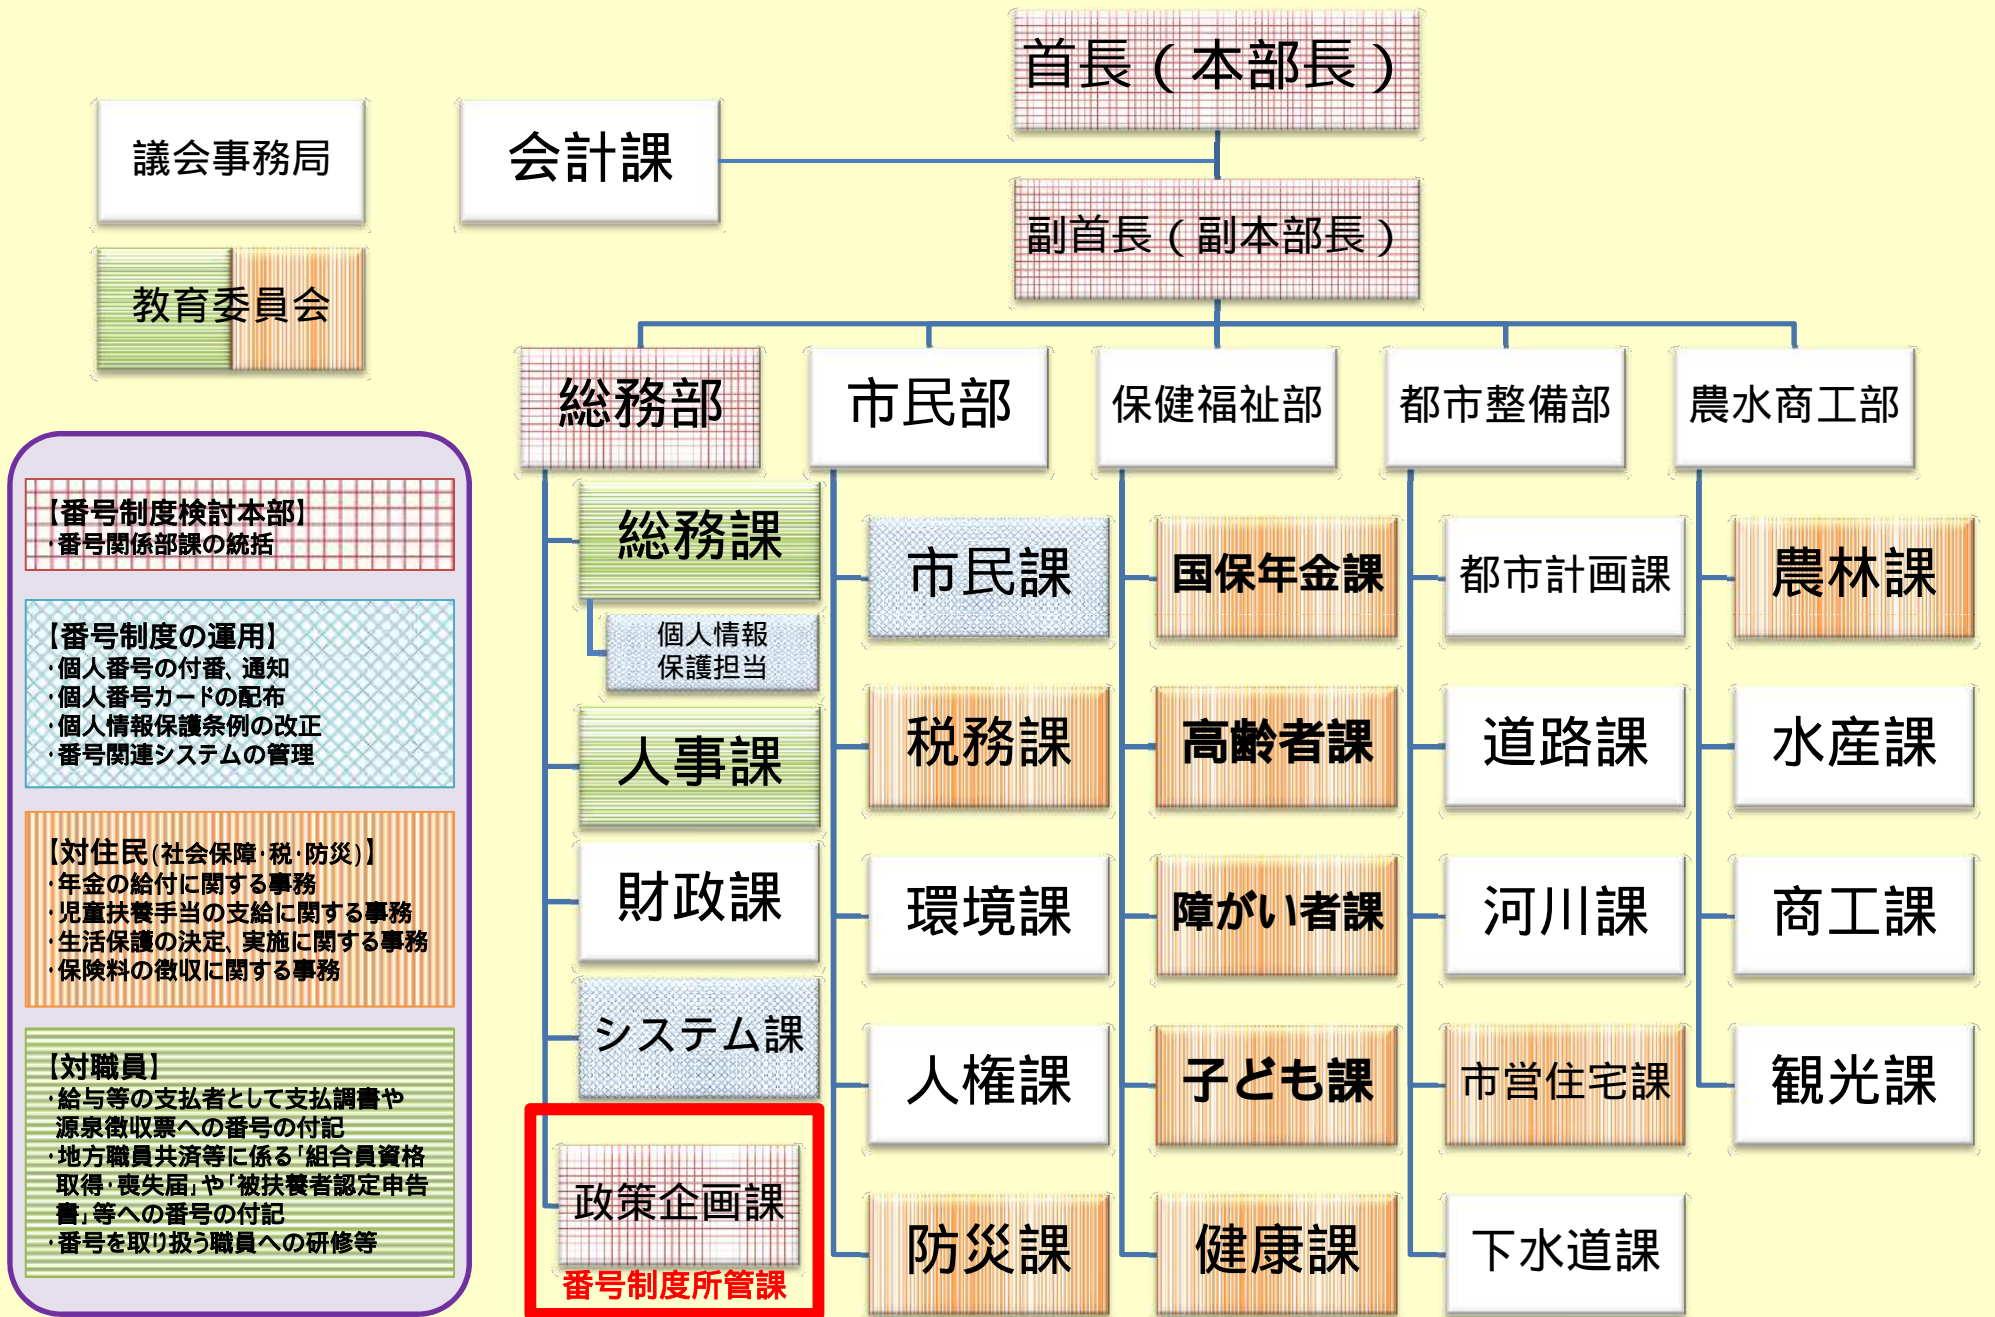 首長（本部長）
議会事務局
会計課
副首長（副本部長）
教育委員会
総務部
市民部
保健福祉部
都市整備部
農水商工部
【番号制度検討本部】
・番号関係部課の統括
【番号制度の運用】
・個人番号の付番、通知
・個人番号カードの配布
・個人情報保護条例の改正
・番号関連システムの管理
【対住民(社会保障・税・防災)】
・年金の給付に関する事務
・児童扶養手当の支給に関する事務
・生活保護の決定、実施に関する事務
・保険料の徴収に関する事務
【対職員】
・給与等の支払者として支払調書や
源泉徴収票への番号の付記
・地方職員共済等に係る「組合員資格
取得・喪失届」や「被扶養者認定申告
書」等への番号の付記
・番号を取り扱う職員への研修等
総務課
個人情報
保護担当
人事課
財政課
システム課
政策企画課
番号制度所管課
市民課
税務課
環境課
人権課
防災課
国保年金課
高齢者課
障がい者課
子ども課
健康課
都市計画課
道路課
河川課
市営住宅課
下水道課
農林課
水産課
商工課
観光課